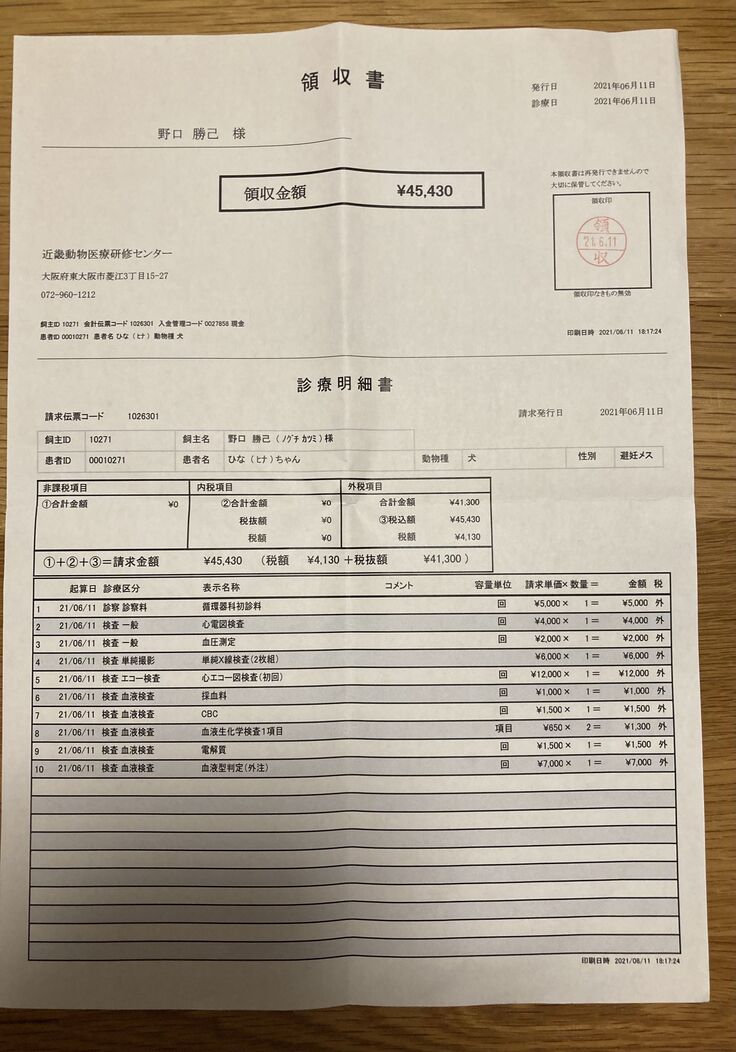 領収書
発行日 2021年06月11日
診療日 2021年06月11日
野口 勝己 様
領収金額 ¥45,430
本領収書は再発行できませんので
大切に保管してください。
領収印
領
21.6.11
収
領収印なきもの無効
近畿動物医療研修センター
大阪府東大阪市菱江3丁目15-27
072-960-1212
飼主ID 10271 会計伝票コード 1026301 入金管理コード 0027858 現金
患者ID 00010271 患者名 ひな (ヒナ) 動物種 犬
印刷日時 2021/06/11 18:17:24
診療明細書
請求伝票コード 1026301
請求発行日 2021年06月11日
飼主ID 10271 飼主名 野口 勝己 (ノグチ カツミ) 様
患者ID 00010271 患者名 ひな (ヒナ) ちゃん 動物種 犬 性別 避妊メス
非課税項目 内税項目 外税項目
①合計金額 ¥0 ②合計金額 ¥0 合計金額 ¥41,300
税抜額 ¥0 ③税込額 ¥45,430
税額 ¥0 税額 ¥4,130
①+②+③=請求金額 ¥45,430 (税額 ¥4,130 +税抜額 ¥41,300 )
起算日 診療区分 表示名称 コメント 容量単位 請求単価× 数量 = 金額 税
1 21/06/11 診察 診察料 循環器科初診料 回 ¥5,000 × 1 = ¥5,000 外
2 21/06/11 検査 一般 心電図検査 回 ¥4,000 × 1 = ¥4,000 外
3 21/06/11 検査 一般 血圧測定 回 ¥2,000 × 1 = ¥2,000 外
4 21/06/11 検査 単純撮影 単純X線検査(2枚組) ¥6,000 × 1 = ¥6,000 外
5 21/06/11 検査 エコー検査 心エコー図検査(初回) 回 ¥12,000 × 1 = ¥12,000 外
6 21/06/11 検査 血液検査 採血料 回 ¥1,000 × 1 = ¥1,000 外
7 21/06/11 検査 血液検査 CBC 回 ¥1,500 × 1 = ¥1,500 外
8 21/06/11 検査 血液検査 血液生化学検査1項目 項目 ¥650 × 2 = ¥1,300 外
9 21/06/11 検査 血液検査 電解質 回 ¥1,500 × 1 = ¥1,500 外
10 21/06/11 検査 血液検査 血液型判定(外注) 回 ¥7,000 × 1 = ¥7,000 外
印刷日時 2021/06/11 18:17:24